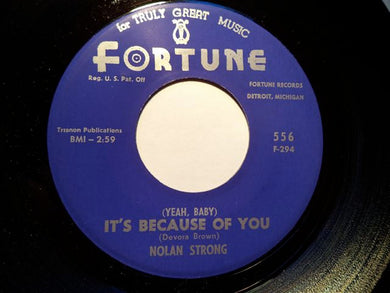 for TRULY GREAT MUSIC
FORTUNE
Reg. U. S. Pat. Off
FORTUNE RECORDS
DETROIT, MICHIGAN
Trianon Publications
BMI - 2:59
556
F-294
(YEAH, BABY)
IT'S BECAUSE OF YOU
(Devora Brown)
NOLAN STRONG